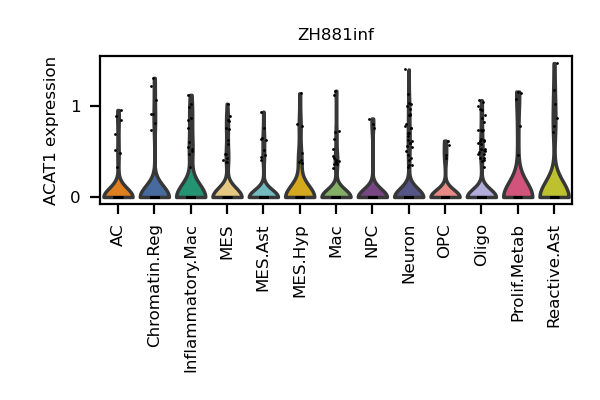 ZH881inf
ACAT1 expression
1
0
AC
Chromatin.Reg
Inflammatory.Mac
MES
MES.Ast
MES.Hyp
Mac
NPC
Neuron
OPC
Oligo
Prolif.Metab
Reactive.Ast